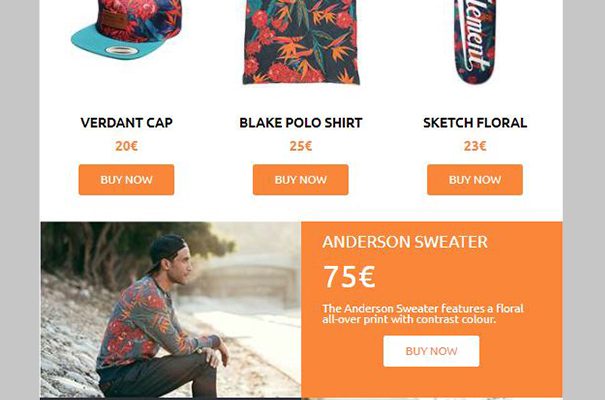 element
VERDANT CAP
BLAKE POLO SHIRT
SKETCH FLORAL
20€
25€
23€
BUY NOW
BUY NOW
BUY NOW
ANDERSON SWEATER
75€
The Anderson Sweater features a floral
all-over print with contrast colour.
BUY NOW